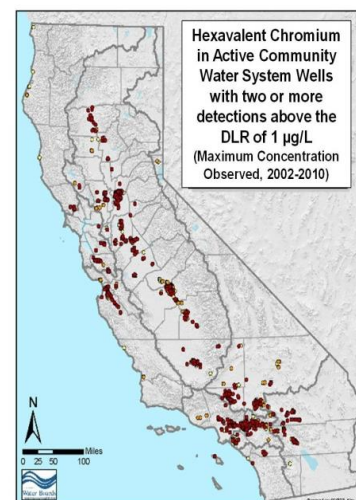 Hexavalent Chromium
in Active Community
Water System Wells
with two or more
detections above the
DLR of 1 µg/L
(Maximum Concentration
Observed, 2002-2010)
N
Miles
0 25 50 100
Water Boards